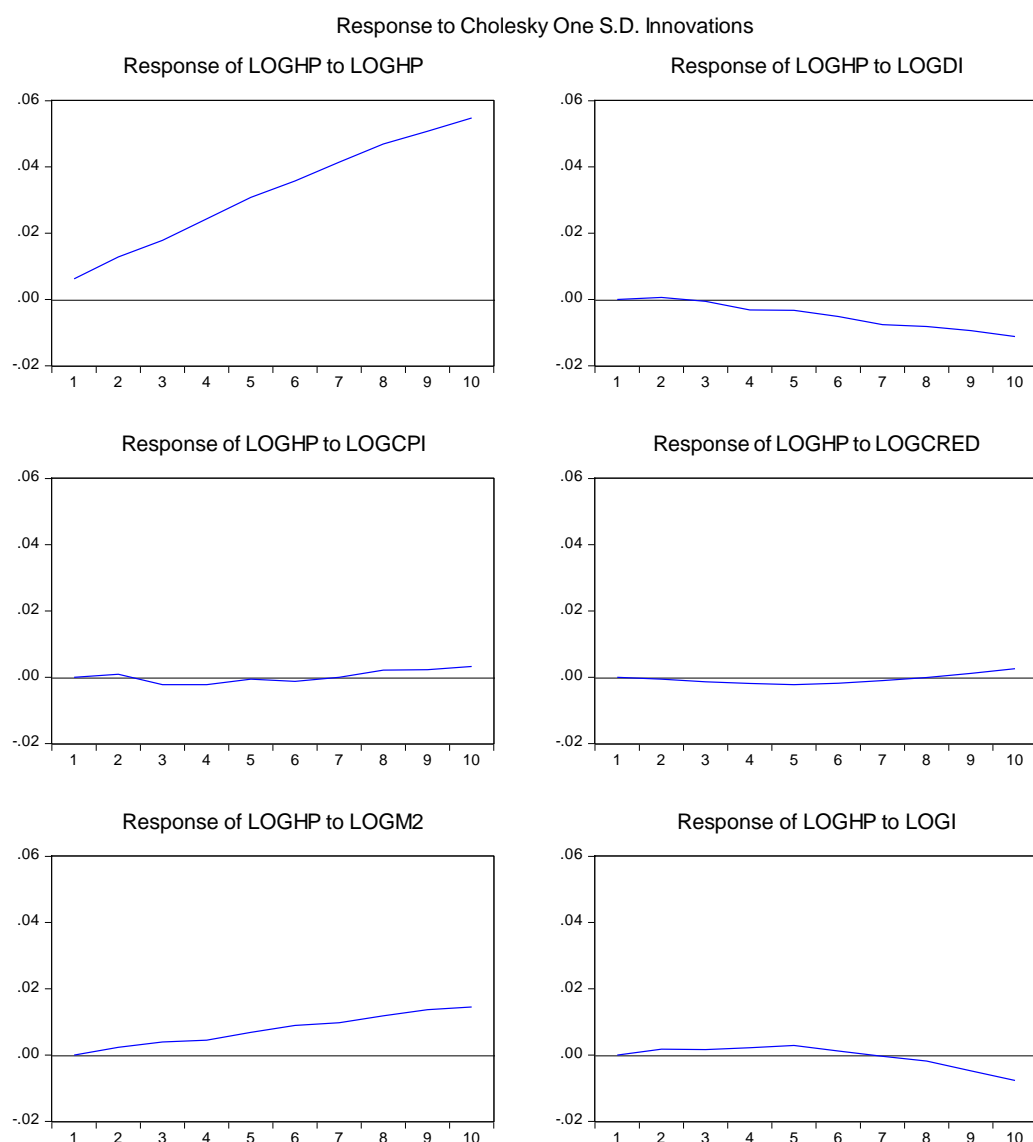 Response to Cholesky One S.D. Innovations
Response of LOGHP to LOGHP
.06
.04
.02
.00
-.02
1 2 3 4 5 6 7 8 9 10
Response of LOGHP to LOGDI
.06
.04
.02
.00
-.02
1 2 3 4 5 6 7 8 9 10
Response of LOGHP to LOGCPI
.06
.04
.02
.00
-.02
1 2 3 4 5 6 7 8 9 10
Response of LOGHP to LOGCRED
.06
.04
.02
.00
-.02
1 2 3 4 5 6 7 8 9 10
Response of LOGHP to LOGM2
.06
.04
.02
.00
-.02
1 2 3 4 5 6 7 8 9 10
Response of LOGHP to LOGI
.06
.04
.02
.00
-.02
1 2 3 4 5 6 7 8 9 10